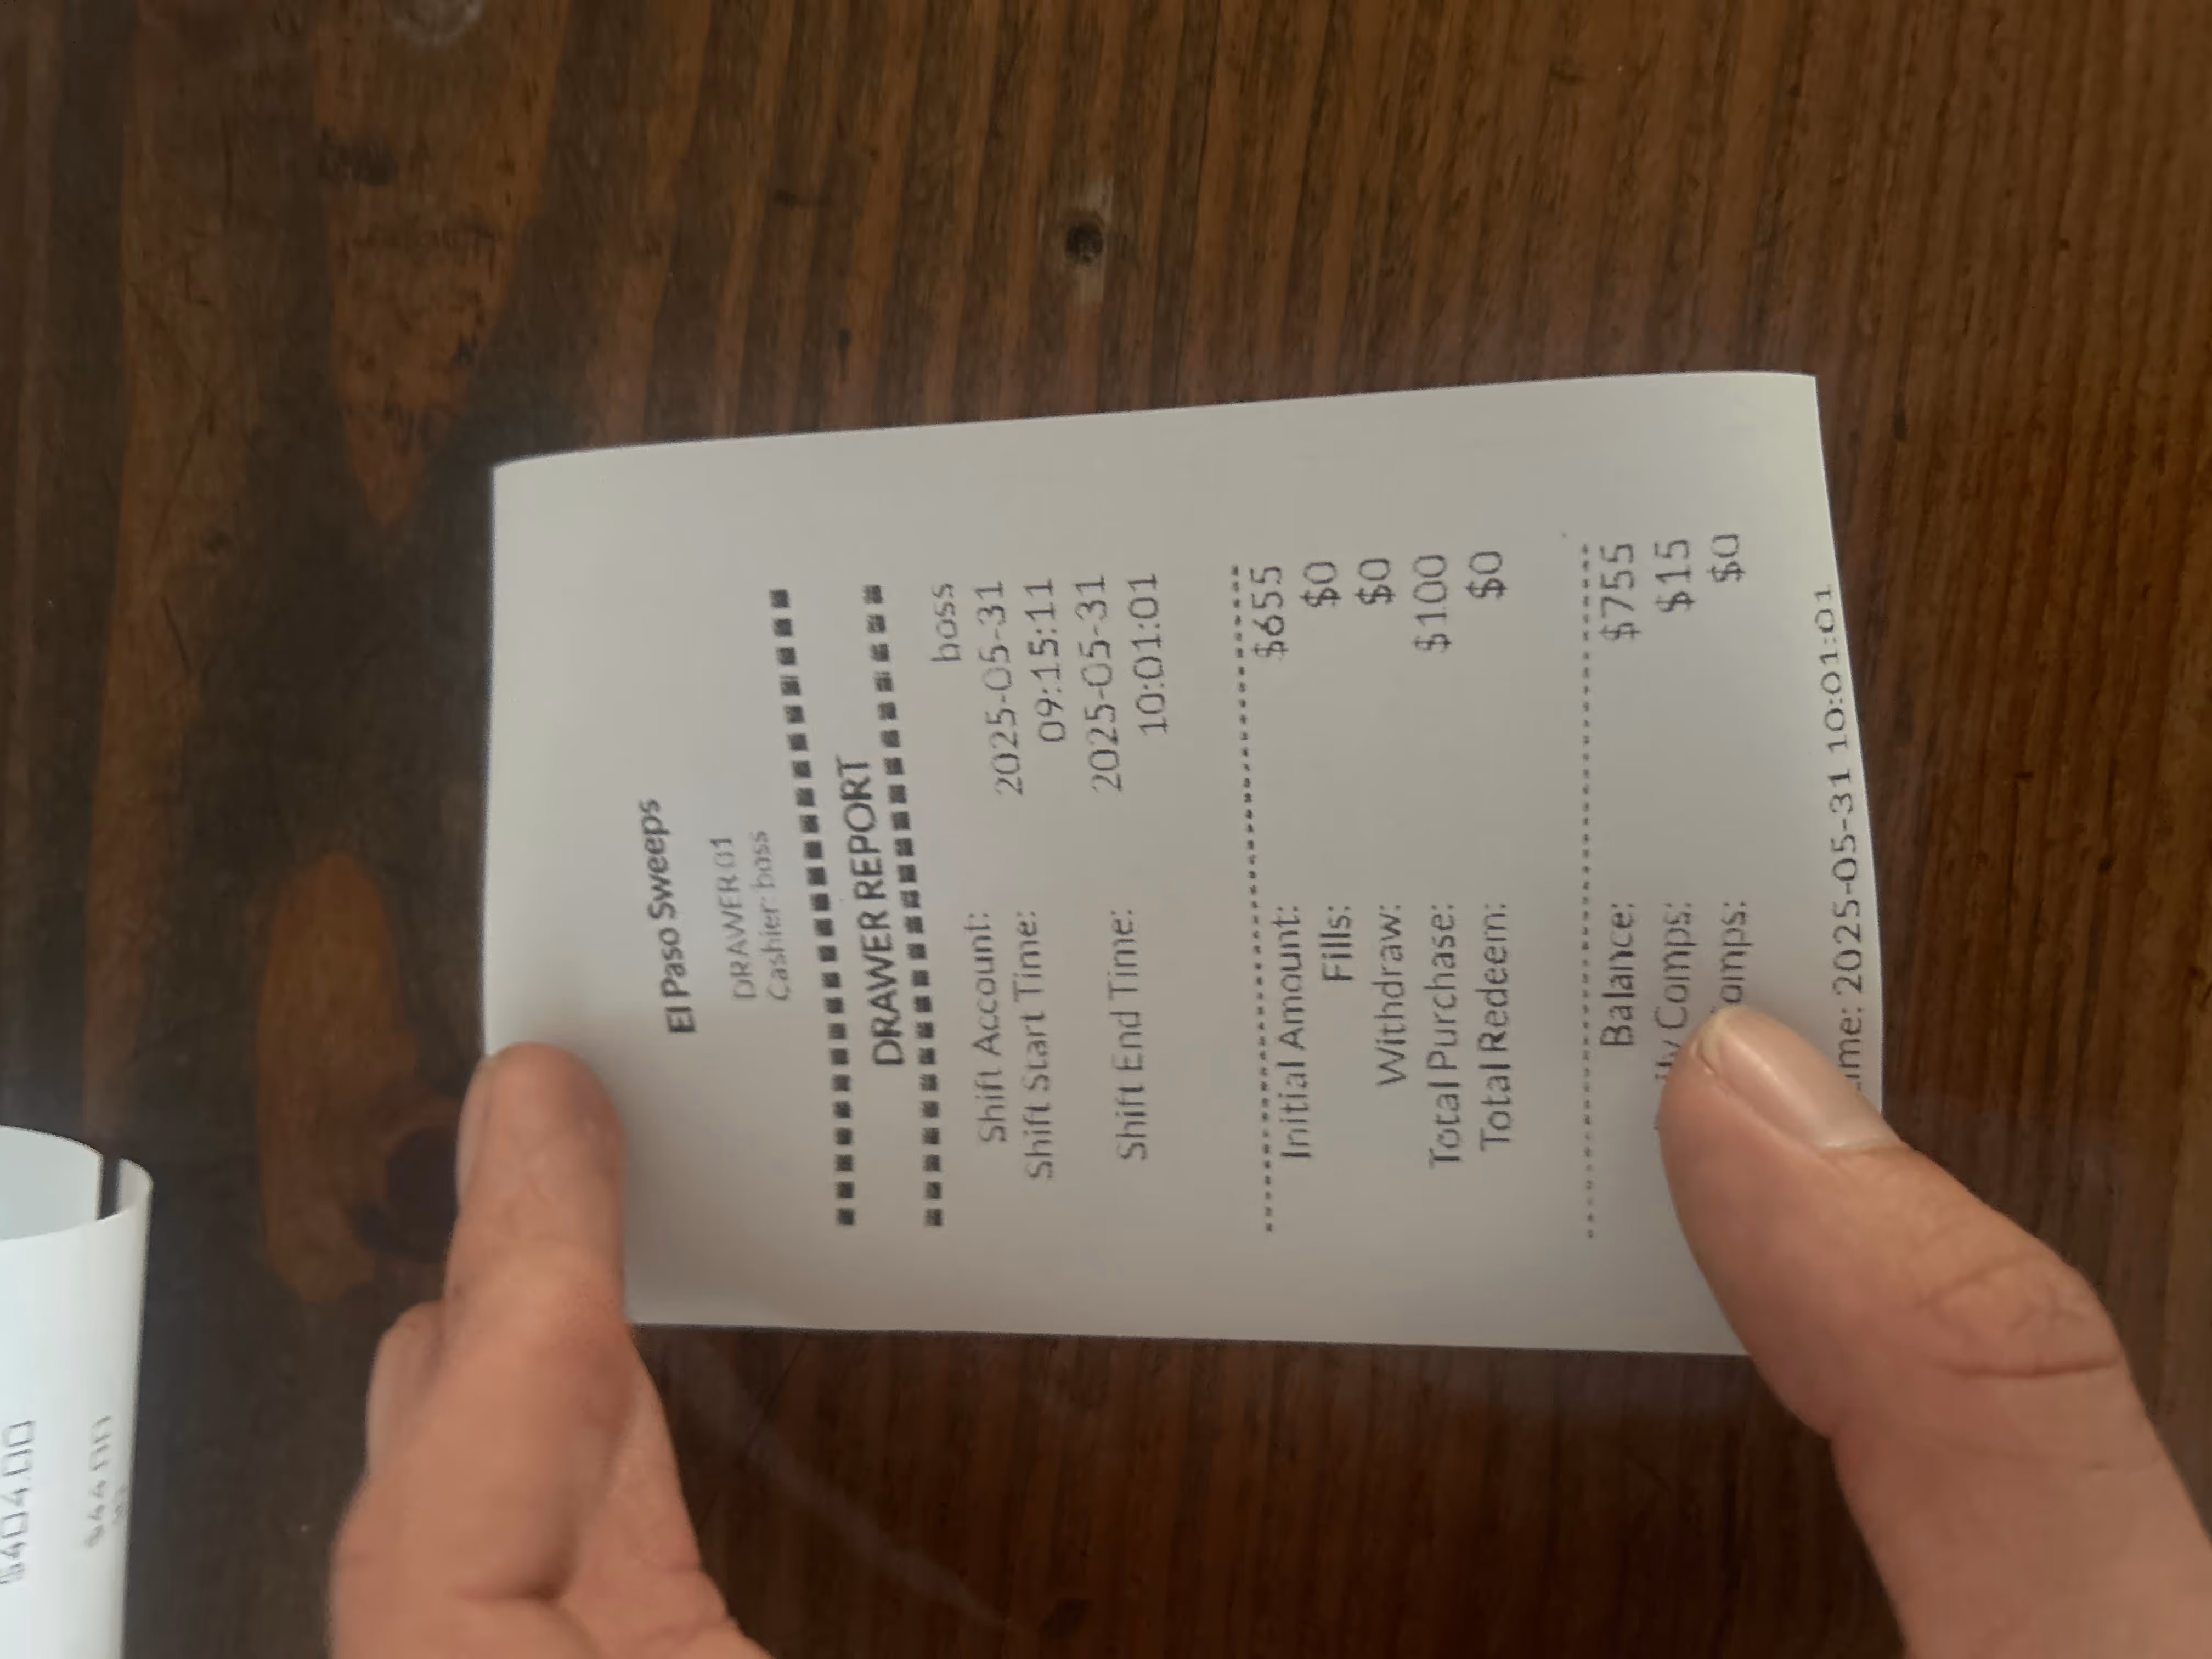 El Paso Sweeps
DRAWER 01
Cashier: boss
DRAWER REPORT
Shift Account: boss
Shift Start Time: 2025-05-31
09:15:11
Shift End Time: 2025-05-31
10:01:01
Initial Amount: $655
Fills: $0
Withdraw: $0
Total Purchase: $100
Total Redeem: $0
Balance: $755
Comps: $15
$0
2025-05-31 10:01:01
$404.00